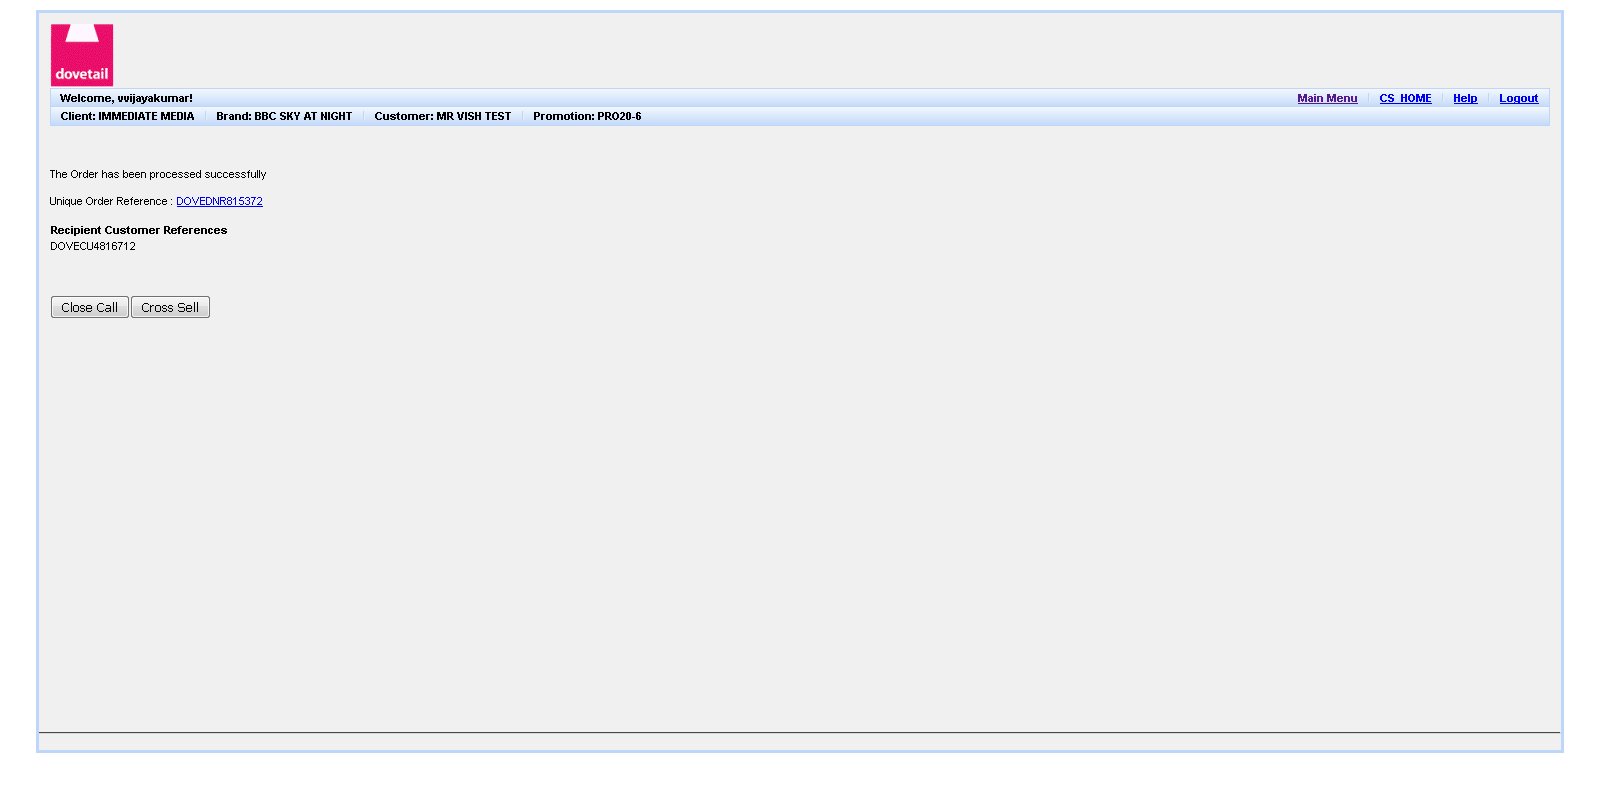 dovetail
Welcome, vvijayakumar!
Main Menu CS_HOME Help Logout
Client: IMMEDIATE MEDIA Brand: BBC SKY AT NIGHT Customer: MR VISH TEST Promotion: PRO20-6
The Order has been processed successfully
Unique Order Reference : DOVEDNR815372
Recipient Customer References
DOVECU4816712
Close Call Cross Sell